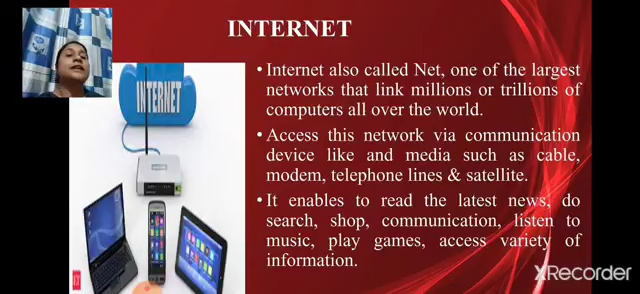 INTERNET
INTERNET
• Internet also called Net, one of the largest
networks that link millions or trillions of
computers all over the world.
• Access this network via communication
device like and media such as cable,
modem, telephone lines & satellite.
• It enables to read the latest news, do
search, shop, communication, listen to
music, play games, access variety of
information.
XRecorder